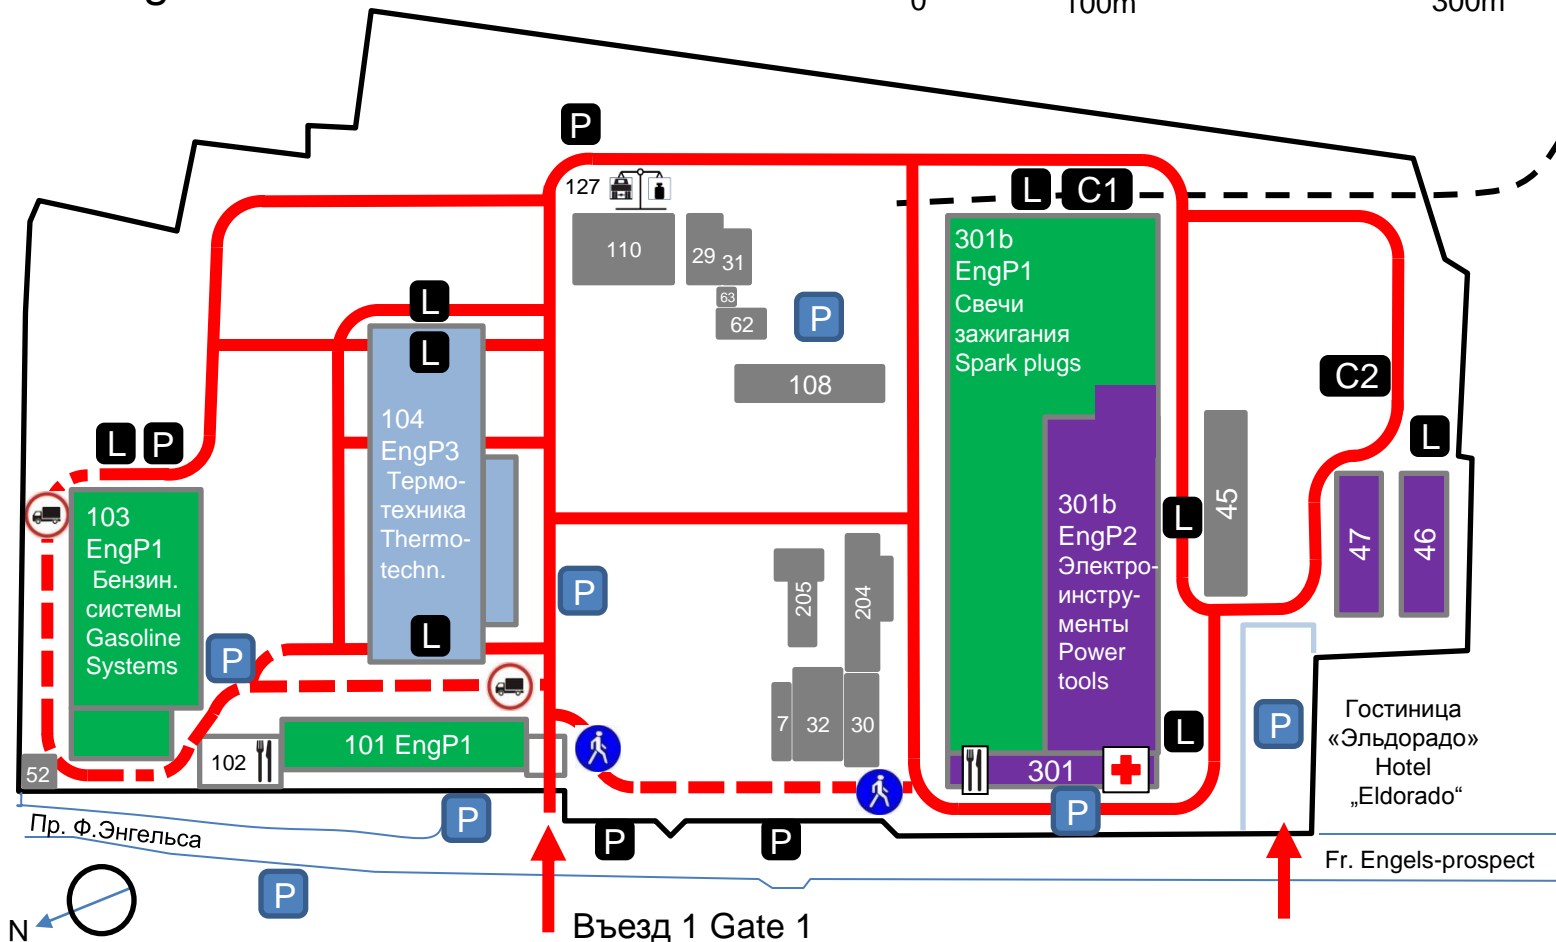 0
100m
300m
P
127
L C1
110
29
31
63
62
P
108
301b
EngP1
Свечи
зажигания
Spark plugs
C2
L
L
L
104
EngP3
Термо-
техника
Thermo-
techn.
L P
103
EngP1
Бензин.
системы
Gasoline
Systems
P
L
P
205
204
7
32
30
301b
EngP2
Электро-
инстру-
менты
Power
tools
L
45
47
46
L
P
Гостиница
«Эльдорадо»
Hotel
„Eldorado“
52
102
101 EngP1
301
P
P
P
P
Пр. Ф.Энгельса
Fr. Engels-prospect
P
N
Въезд 1 Gate 1